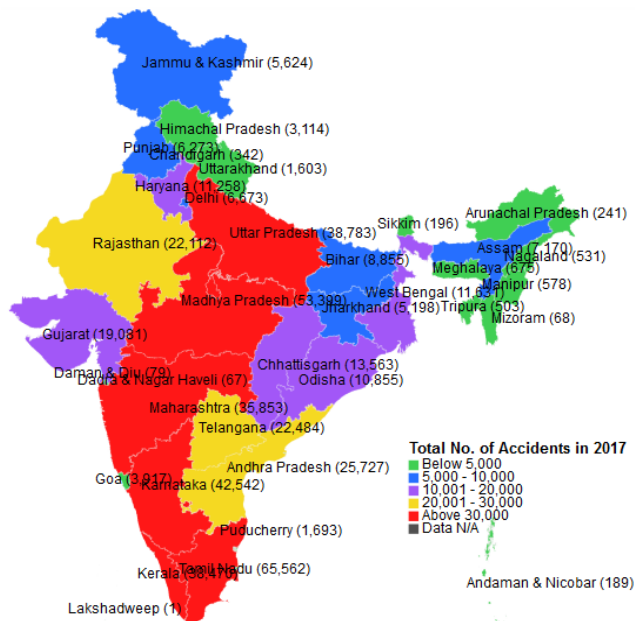 Jammu & Kashmir (5,624)
Himachal Pradesh (3,114)
Punjab (6,273)
Chandigarh (342)
Uttarakhand (1,603)
Haryana (11,258)
Delhi (6,673)
Arunachal Pradesh (241)
Sikkim (196)
Uttar Pradesh (38,783)
Rajasthan (22,112)
Assam (7,170)
Nagaland (531)
Bihar (8,855)
Meghalaya (675)
Manipur (578)
West Bengal (11,631)
Madhya Pradesh (53,399)
Jharkhand (5,198)
Tripura (503)
Mizoram (68)
Gujarat (19,081)
Chhattisgarh (13,563)
Daman & Diu (79)
Dadra & Nagar Haveli (67)
Odisha (10,855)
Maharashtra (35,853)
Telangana (22,484)
Total No. of Accidents in 2017
Below 5,000
5,000 - 10,000
10,001 - 20,000
20,001 - 30,000
Above 30,000
Data N/A
Andhra Pradesh (25,727)
Goa (3,917)
Karnataka (42,542)
Puducherry (1,693)
Tamil Nadu (65,562)
Kerala (38,470)
Andaman & Nicobar (189)
Lakshadweep (1)